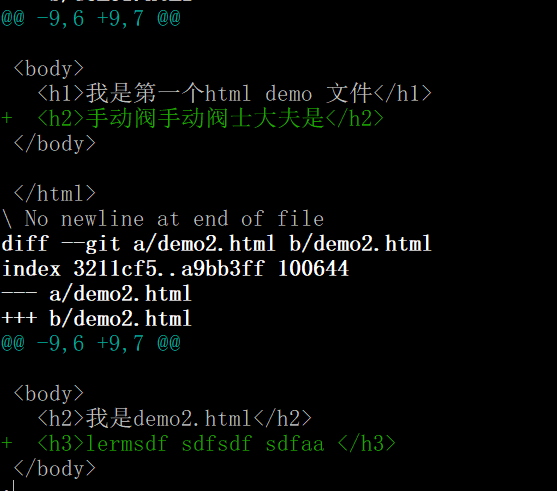 @@ -9,6 +9,7 @@
 <body>
   <h1>我是第一个html demo 文件</h1>
+  <h2>手动阀手动阀士大夫是</h2>
 </body>
 </html>
\ No newline at end of file
diff --git a/demo2.html b/demo2.html
index 3211cf5..a9bb3ff 100644
--- a/demo2.html
+++ b/demo2.html
@@ -9,6 +9,7 @@
 <body>
   <h2>我是demo2.html</h2>
+  <h3>lermsdf sdfsdf sdfaa </h3>
 </body>